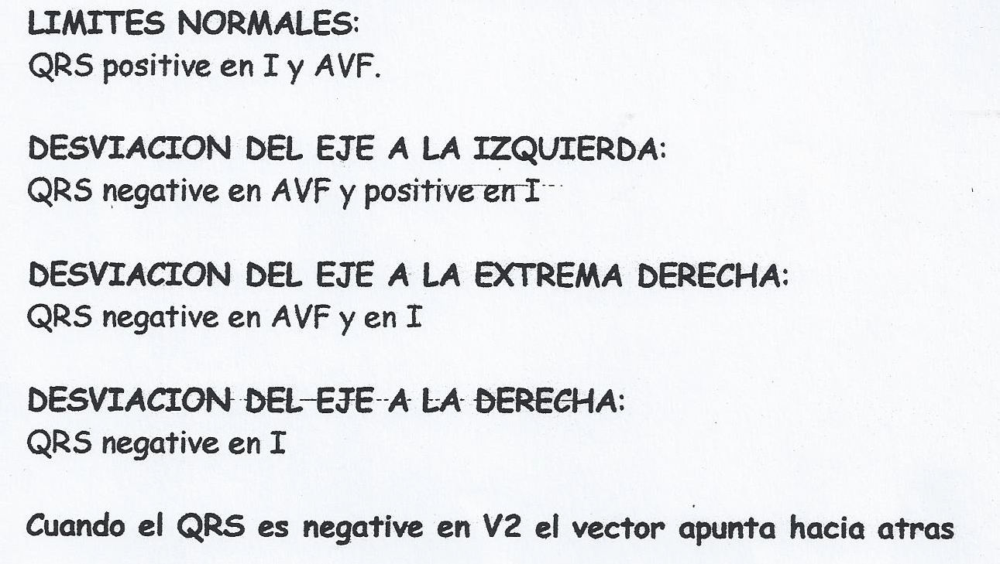 LIMITES NORMALES:
QRS positive en I y AVF.
DESVIACION DEL EJE A LA IZQUIERDA:
QRS negative en AVF y positive en I
DESVIACION DEL EJE A LA EXTREMA DERECHA:
QRS negative en AVF y en I
DESVIACION DEL EJE A LA DERECHA:
QRS negative en I
Cuando el QRS es negative en V2 el vector apunta hacia atras